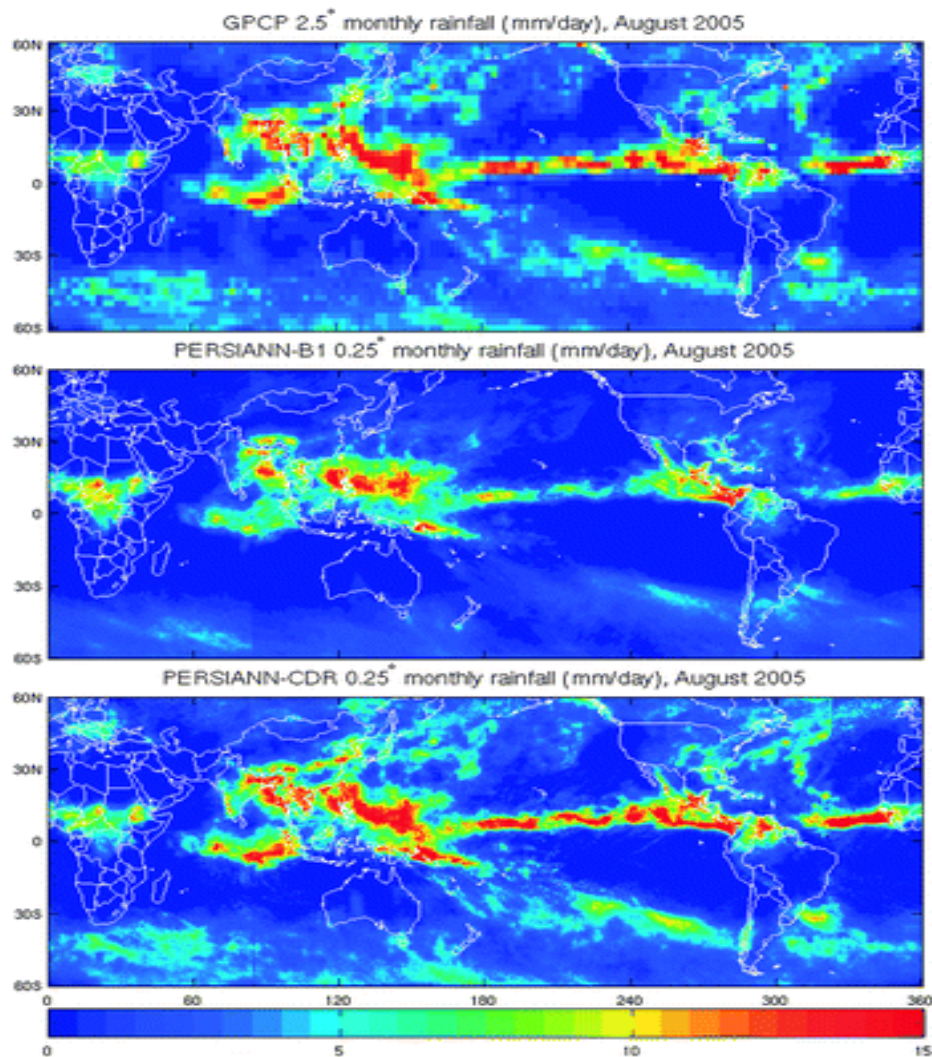 GPCP 2.5° monthly rainfall (mm/day), August 2005
60N
30N
0
30S
60S
PERSIANN-B1 0.25° monthly rainfall (mm/day), August 2005
60N
30N
0
30S
60S
PERSIANN-CDR 0.25° monthly rainfall (mm/day), August 2005
60N
30N
0
30S
60S
0 60 120 180 240 300 360
0 5 10 15